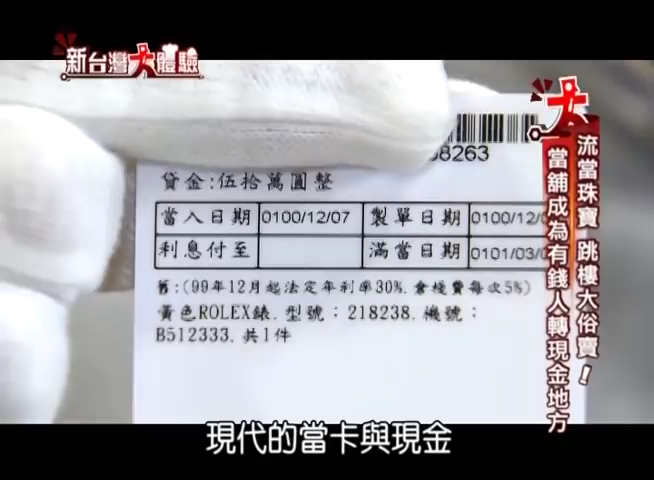 新台灣大體驗
大
流當珠寶 跳樓大俗賣!
當舖成為有錢人轉現金地方
8263
貸金:伍拾萬圓整
當入日期 0100/12/07 製單日期 0100/12/0
利息付至 滿當日期 0101/03/0
舊:(99年12月起法定年利率30%.倉棧費每次5%)
黃色ROLEX錶.型號:218238.機號:
B512333.共1件
現代的當卡與現金